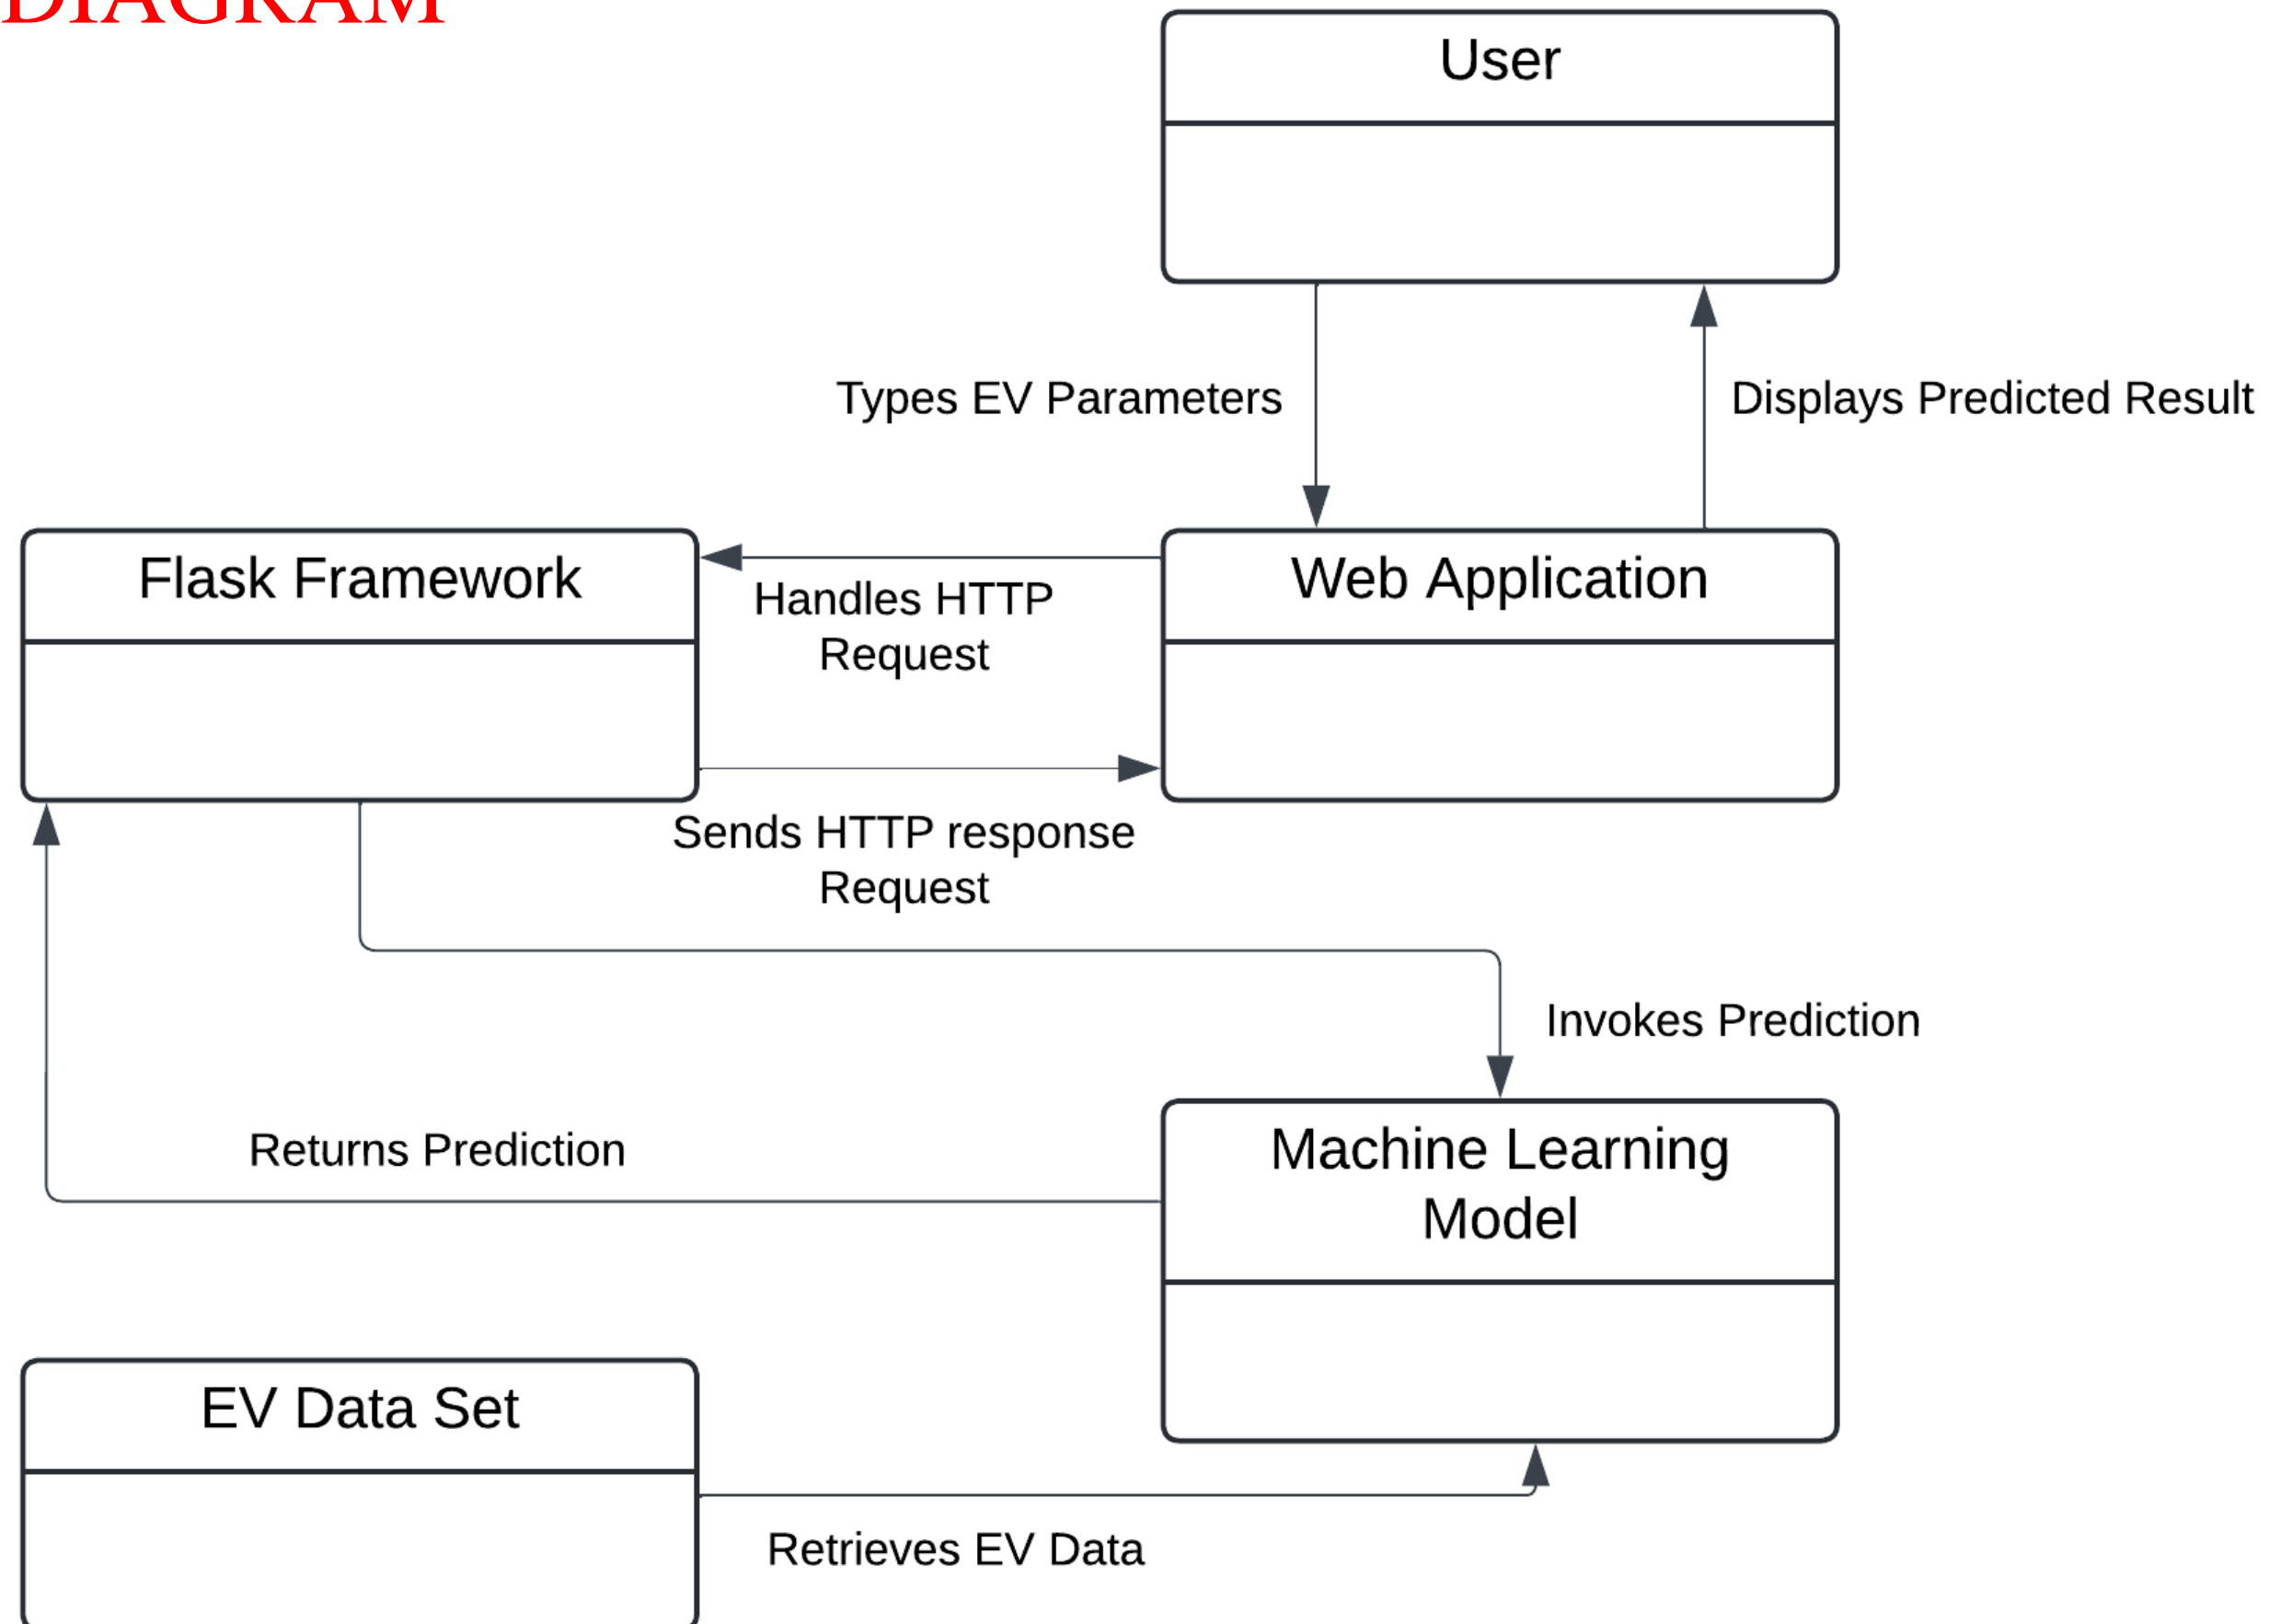 DIAGRAM
User
Types EV Parameters
Displays Predicted Result
Flask Framework
Handles HTTP
Request
Web Application
Sends HTTP response
Request
Invokes Prediction
Returns Prediction
Machine Learning
Model
EV Data Set
Retrieves EV Data